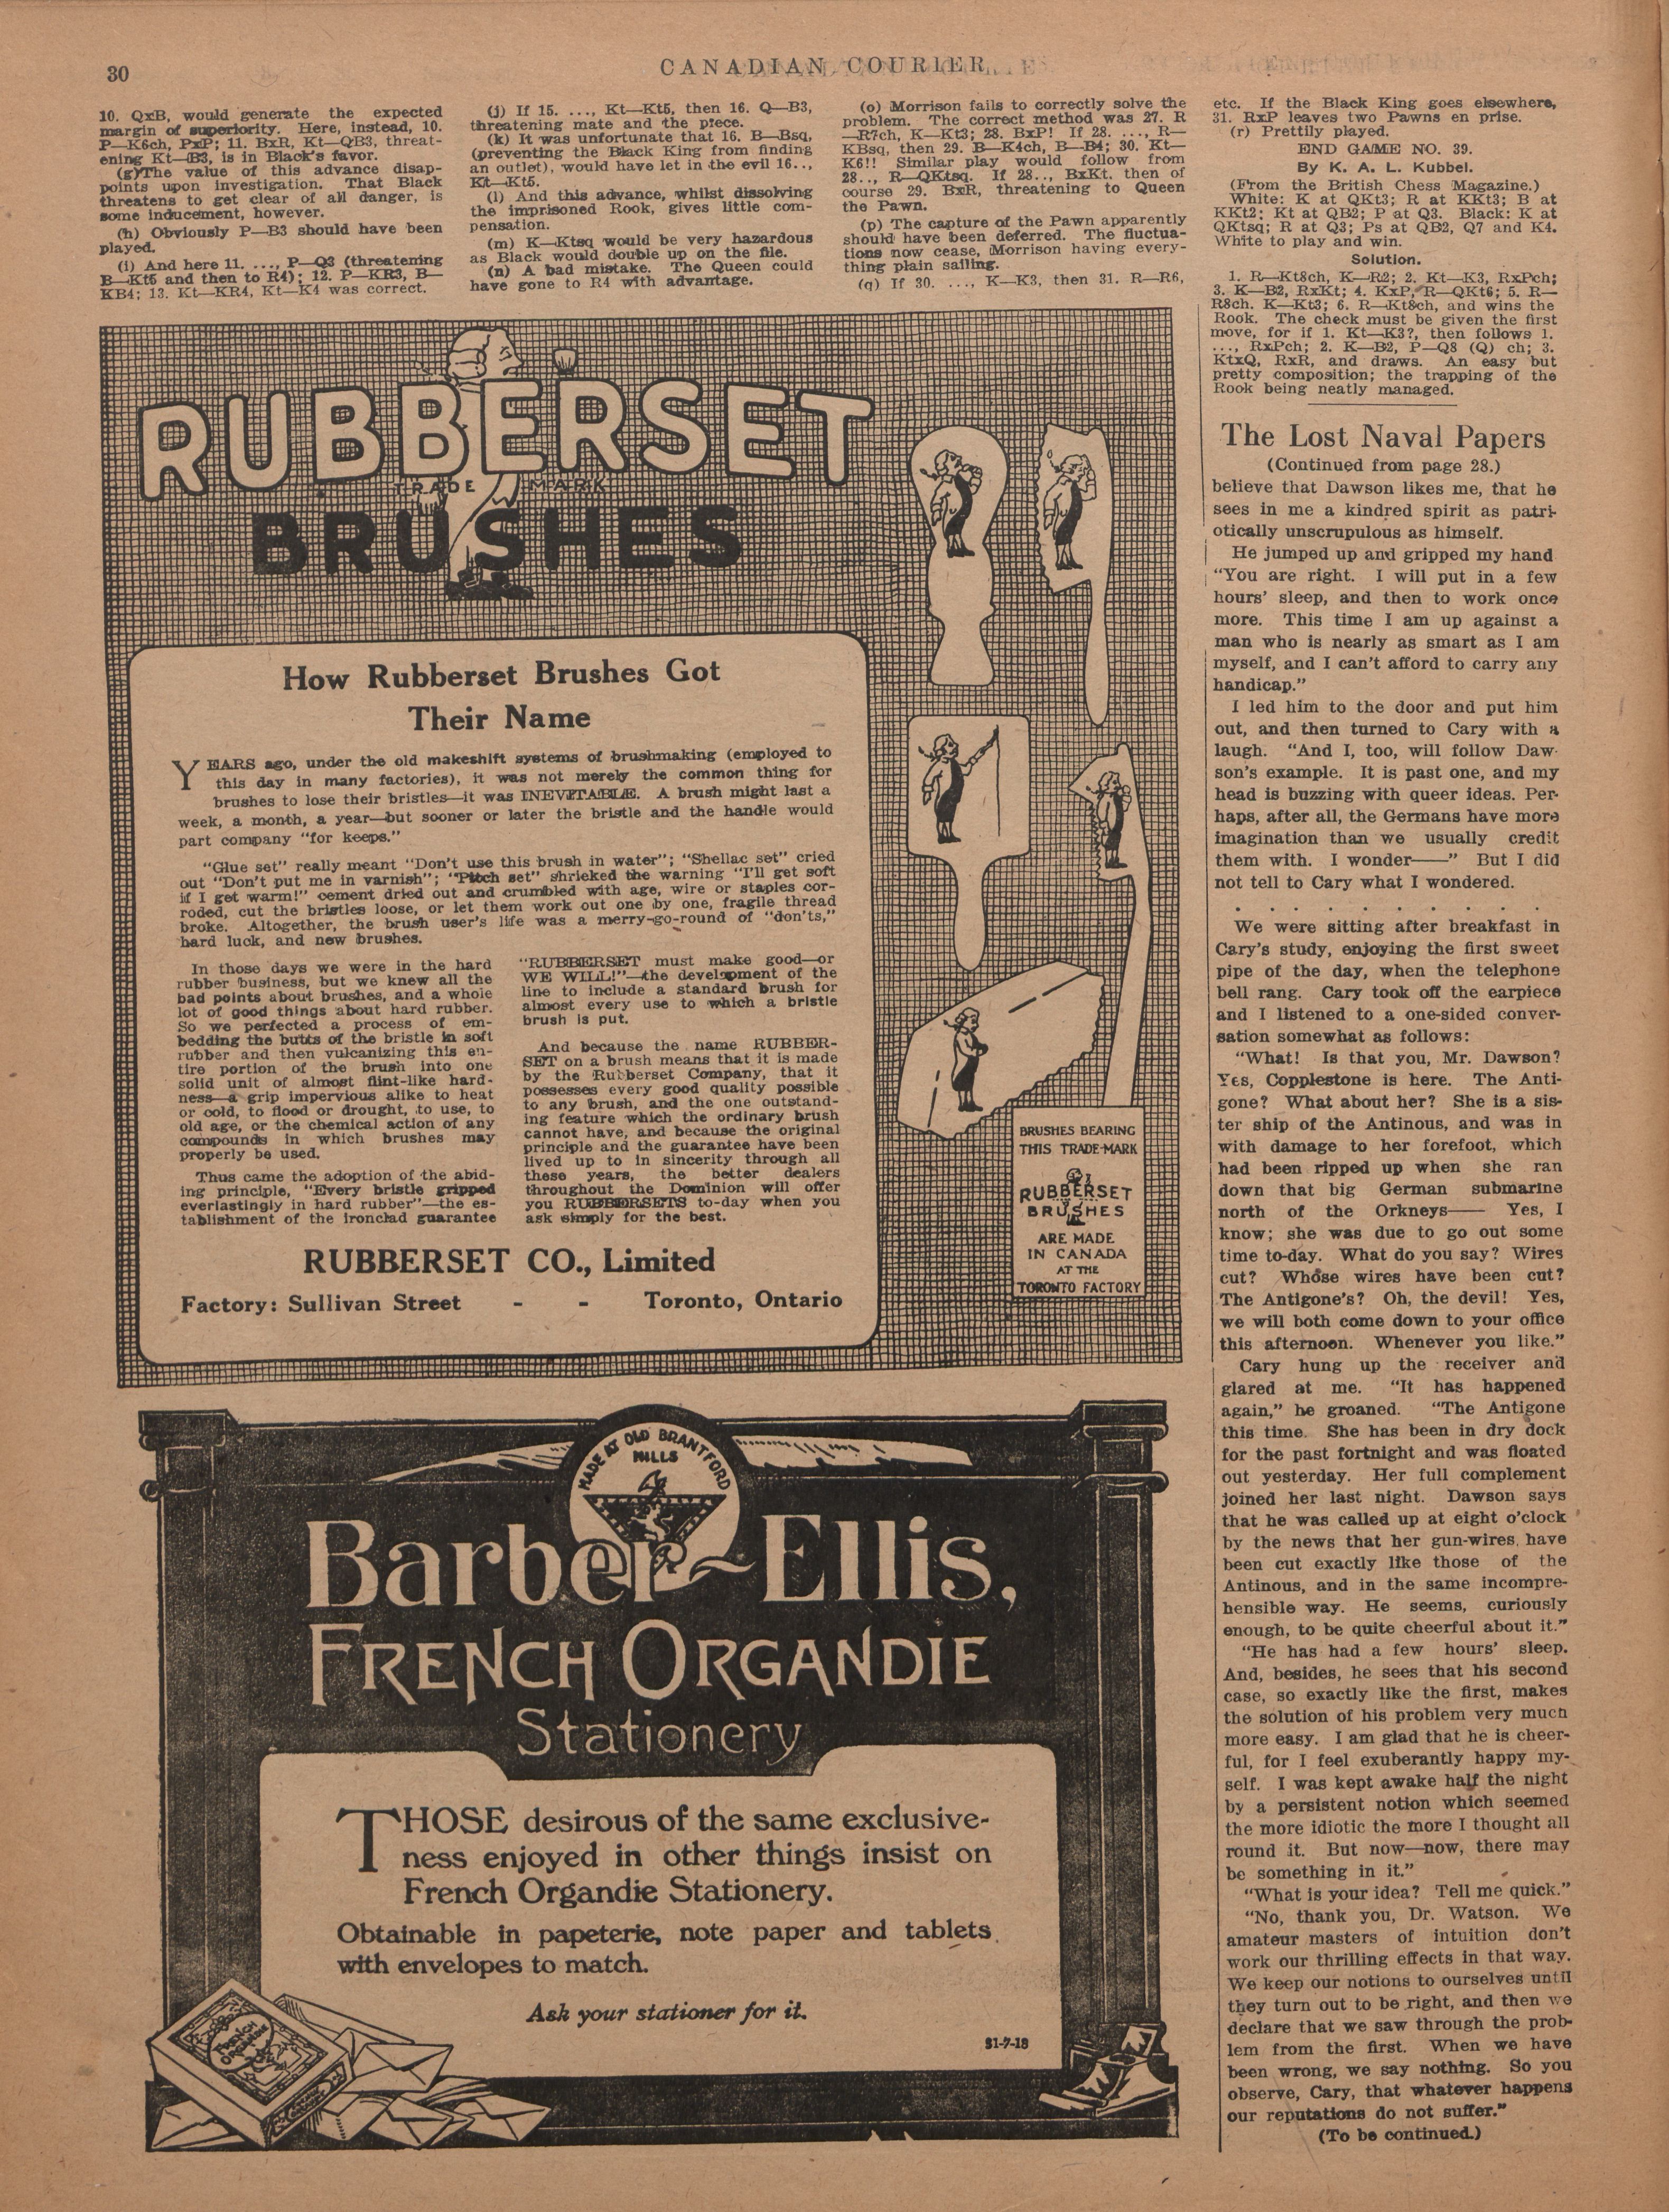 30
CANADIAN COURIER
10. QxB, would generate the expected
margin of superiority. Here, instead, 10.
P—K6ch, PxP; 11. BxR, Kt—QB3, threat-
ening Kt—B3, is in Black's favor.
(g)The value of this advance disap-
points upon investigation. That Black
threatens to get clear of all danger, is
some inducement, however.
(h) Obviously P—B3 should have been
played.
(i) And here 11. ..., P—Q3 (threatening
B—Kt5 and then to R4); 12. P—KR3, B—
KB4; 13. Kt—KR4, Kt—K4 was correct.
(j) If 15. ..., Kt—Kt5, then 16. Q—B3,
threatening mate and the piece.
(k) It was unfortunate that 16. B—Bsq,
(preventing the Black King from finding
an outlet), would have let in the evil 16..,
Kt—Kt5.
(l) And this advance, whilst dissolving
the imprisoned Rook, gives little com-
pensation.
(m) K—Ktsq would be very hazardous
as Black would double up on the file.
(n) A bad mistake. The Queen could
have gone to R4 with advantage.
(o) Morrison fails to correctly solve the
problem. The correct method was 27. R
—R7ch, K—Kt3; 28. BxP! If 28. ..., R—
KBsq, then 29. B—K4ch, B—B4; 30. Kt—
K6!! Similar play would follow from
28.., R—QKtsq. If 28.., BxKt. then of
course 29. BxR, threatening to Queen
the Pawn.
(p) The capture of the Pawn apparently
should have been deferred. The fluctua-
tions now cease, Morrison having every-
thing plain sailing.
(q) If 30. ..., K—K3, then 31. R—R6,
etc. If the Black King goes elsewhere,
31. RxP leaves two Pawns en prise.
(r) Prettily played.
END GAME NO. 39.
By K. A. L. Kubbel.
(From the British Chess Magazine.)
White: K at QKt3; R at KKt3; B at
KKt2; Kt at QB2; P at Q3. Black: K at
QKtsq; R at Q3; Ps at QB2, Q7 and K4.
White to play and win.
Solution.
1. R—Kt8ch, K—R2; 2. Kt—K3, RxPch;
3. K—B2, RxKt; 4. KxP, R—QKt6; 5. R—
R8ch. K—Kt3; 6. R—Kt8ch, and wins the
Rook. The check must be given the first
move, for if 1. Kt—K3?, then follows 1.
..., RxPch; 2. K—B2, P—Q8 (Q) ch; 3.
KtxQ, RxR, and draws. An easy but
pretty composition; the trapping of the
Rook being neatly managed.
RUBBERSET
TRADE MARK
BRUSHES
How Rubberset Brushes Got
Their Name
YEARS ago, under the old makeshift systems of brushmaking (employed to
this day in many factories), it was not merely the common thing for
brushes to lose their bristles—it was INEVITABLE. A brush might last a
week, a month, a year—but sooner or later the bristle and the handle would
part company "for keeps."
"Glue set" really meant "Don't use this brush in water"; "Shellac set" cried
out "Don't put me in varnish"; "Pitch set" shrieked the warning "I'll get soft
if I get warm!" cement dried out and crumbled with age, wire or staples cor-
roded, cut the bristles loose, or let them work out one by one, fragile thread
broke. Altogether, the brush user's life was a merry-go-round of "don'ts,"
hard luck, and new brushes.
In those days we were in the hard
rubber business, but we knew all the
bad points about brushes, and a whole
lot of good things about hard rubber.
So we perfected a process of em-
bedding the butts of the bristle in soft
rubber and then vulcanizing this en-
tire portion of the brush into one
solid unit of almost flint-like hard-
ness—a grip impervious alike to heat
or cold, to flood or drought, to use, to
old age, or the chemical action of any
compounds in which brushes may
properly be used.
Thus came the adoption of the abid-
ing principle, "Every bristle gripped
everlastingly in hard rubber"—the es-
tablishment of the ironclad guarantee
"RUBBERSET must make good—or
WE WILL!"—the development of the
line to include a standard brush for
almost every use to which a bristle
brush is put.
And because the name RUBBER-
SET on a brush means that it is made
by the Rubberset Company, that it
possesses every good quality possible
to any brush, and the one outstand-
ing feature which the ordinary brush
cannot have, and because the original
principle and the guarantee have been
lived up to in sincerity through all
these years, the better dealers
throughout the Dominion will offer
you RUBBERSETS to-day when you
ask simply for the best.
RUBBERSET CO., Limited
Factory: Sullivan Street - - Toronto, Ontario
BRUSHES BEARING
THIS TRADE-MARK
RUBBERSET
BRUSHES
ARE MADE
IN CANADA
AT THE
TORONTO FACTORY
MADE AT OLD BRANTFORD
MILLS
Barber-Ellis,
FRENCH ORGANDIE
Stationery
THOSE desirous of the same exclusive-
ness enjoyed in other things insist on
French Organdie Stationery.
Obtainable in papeterie, note paper and tablets
with envelopes to match.
Ask your stationer for it.
31-7-18
FRENCH
ORGANDIE
The Lost Naval Papers
(Continued from page 28.)
believe that Dawson likes me, that he
sees in me a kindred spirit as patri-
otically unscrupulous as himself.
He jumped up and gripped my hand
"You are right. I will put in a few
hours' sleep, and then to work once
more. This time I am up against a
man who is nearly as smart as I am
myself, and I can't afford to carry any
handicap."
I led him to the door and put him
out, and then turned to Cary with a
laugh. "And I, too, will follow Daw-
son's example. It is past one, and my
head is buzzing with queer ideas. Per-
haps, after all, the Germans have more
imagination than we usually credit
them with. I wonder——" But I did
not tell to Cary what I wondered.
. . . . . . . . . .
We were sitting after breakfast in
Cary's study, enjoying the first sweet
pipe of the day, when the telephone
bell rang. Cary took off the earpiece
and I listened to a one-sided conver-
sation somewhat as follows:
"What! Is that you, Mr. Dawson?
Yes, Copplestone is here. The Anti-
gone? What about her? She is a sis-
ter ship of the Antinous, and was in
with damage to her forefoot, which
had been ripped up when she ran
down that big German submarine
north of the Orkneys—— Yes, I
know; she was due to go out some
time to-day. What do you say? Wires
cut? Whose wires have been cut?
The Antigone's? Oh, the devil! Yes,
we will both come down to your office
this afternoon. Whenever you like."
Cary hung up the receiver and
glared at me. "It has happened
again," he groaned. "The Antigone
this time. She has been in dry dock
for the past fortnight and was floated
out yesterday. Her full complement
joined her last night. Dawson says
that he was called up at eight o'clock
by the news that her gun-wires have
been cut exactly like those of the
Antinous, and in the same incompre-
hensible way. He seems, curiously
enough, to be quite cheerful about it."
"He has had a few hours' sleep.
And, besides, he sees that his second
case, so exactly like the first, makes
the solution of his problem very much
more easy. I am glad that he is cheer-
ful, for I feel exuberantly happy my-
self. I was kept awake half the night
by a persistent notion which seemed
the more idiotic the more I thought all
round it. But now—now, there may
be something in it."
"What is your idea? Tell me quick."
"No, thank you, Dr. Watson. We
amateur masters of intuition don't
work our thrilling effects in that way.
We keep our notions to ourselves until
they turn out to be right, and then we
declare that we saw through the prob-
lem from the first. When we have
been wrong, we say nothing. So you
observe, Cary, that whatever happens
our reputations do not suffer."
(To be continued.)